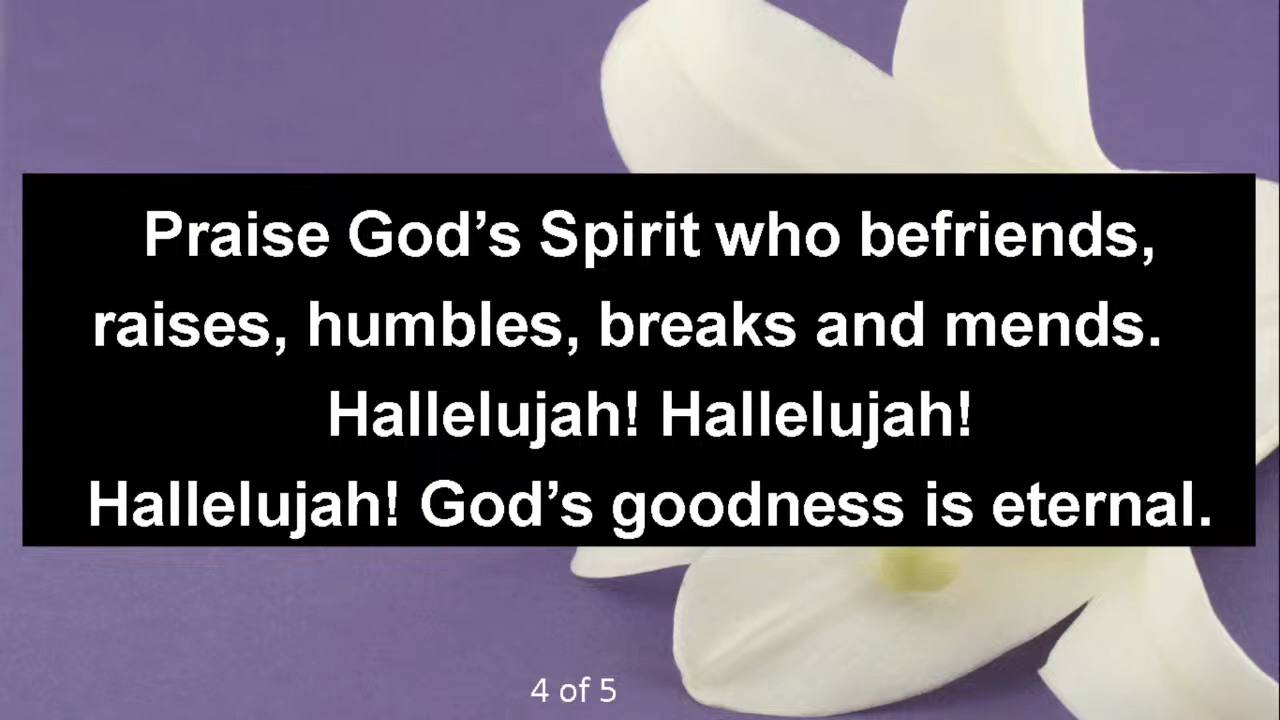 Praise God’s Spirit who befriends,
raises, humbles, breaks and mends.
Hallelujah! Hallelujah!
Hallelujah! God’s goodness is eternal.
4 of 5